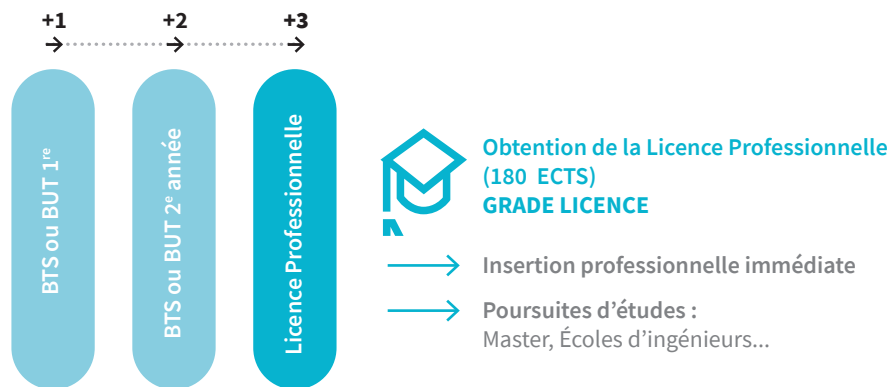 +1
+2
+3
BTS ou BUT 1re
BTS ou BUT 2e année
Licence Professionnelle
Obtention de la Licence Professionnelle
(180 ECTS)
GRADE LICENCE
Insertion professionnelle immédiate
Poursuites d'études :
Master, Écoles d'ingénieurs...